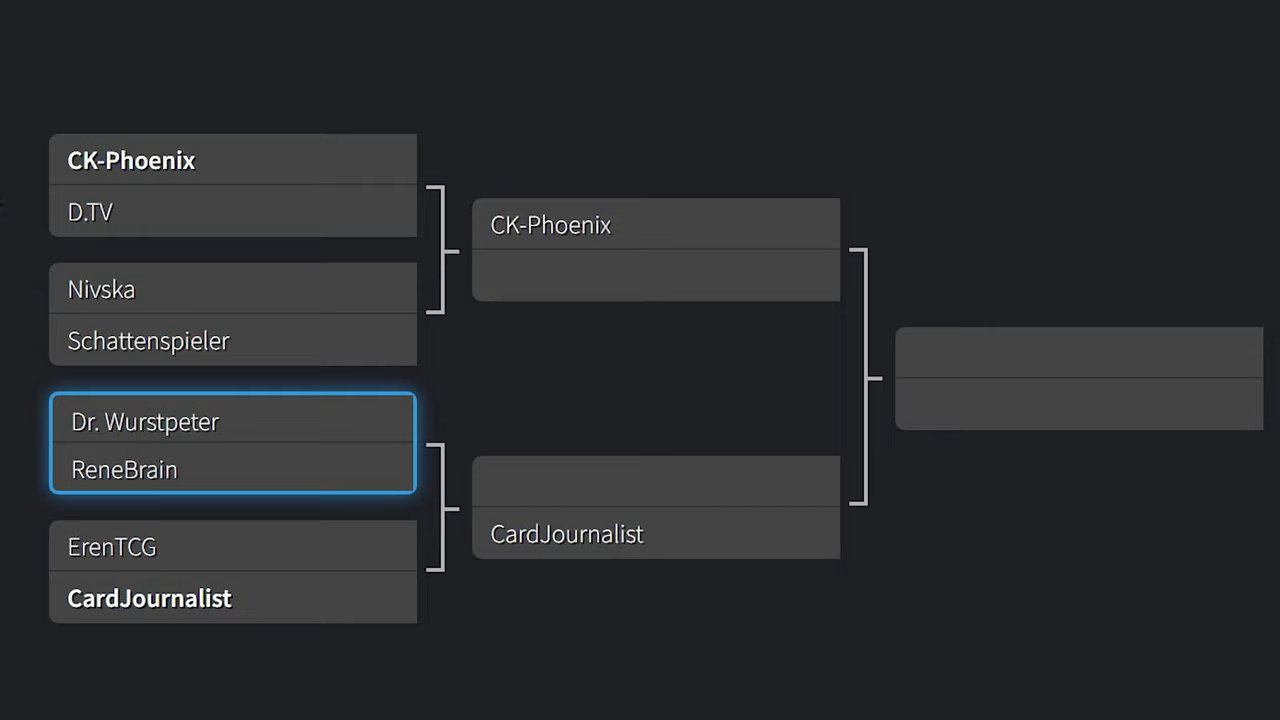 CK-Phoenix
D.TV
Nivska
Schattenspieler
Dr. Wurstpeter
ReneBrain
ErenTCG
CardJournalist
CK-Phoenix
CardJournalist